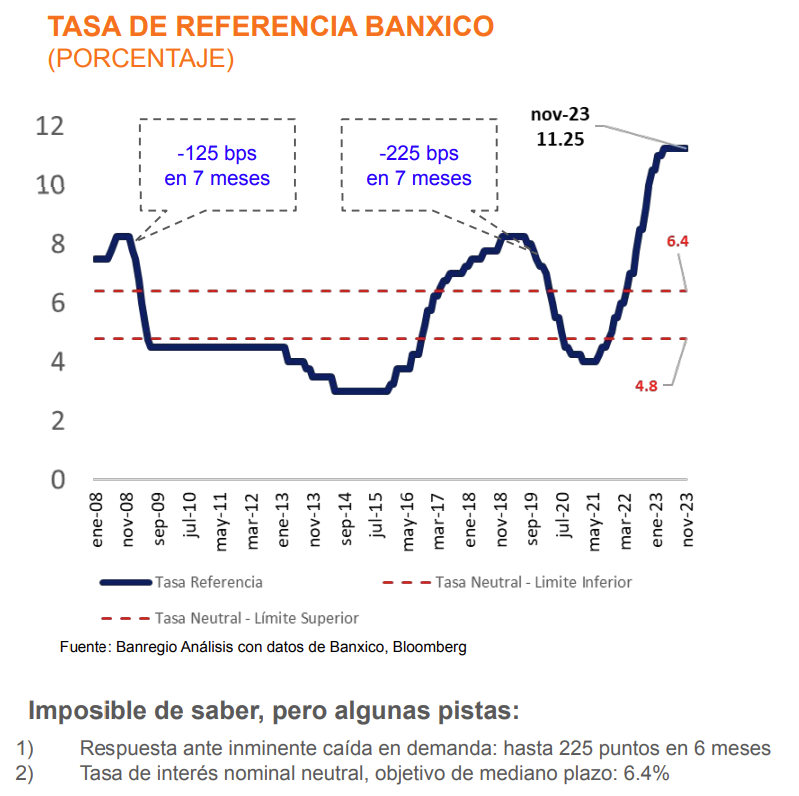 TASA DE REFERENCIA BANXICO
(PORCENTAJE)
12
10
8
6
4
2
0
-125 bps
en 7 meses
-225 bps
en 7 meses
nov-23
11.25
6.4
4.8
ene-08
nov-08
sep-09
jul-10
may-11
mar-12
ene-13
nov-13
sep-14
jul-15
may-16
mar-17
ene-18
nov-18
sep-19
jul-20
may-21
mar-22
ene-23
nov-23
Tasa Referencia
Tasa Neutral - Limite Inferior
Tasa Neutral - Límite Superior
Fuente: Banregio Análisis con datos de Banxico, Bloomberg
Imposible de saber, pero algunas pistas:
1) Respuesta ante inminente caída en demanda: hasta 225 puntos en 6 meses
2) Tasa de interés nominal neutral, objetivo de mediano plazo: 6.4%